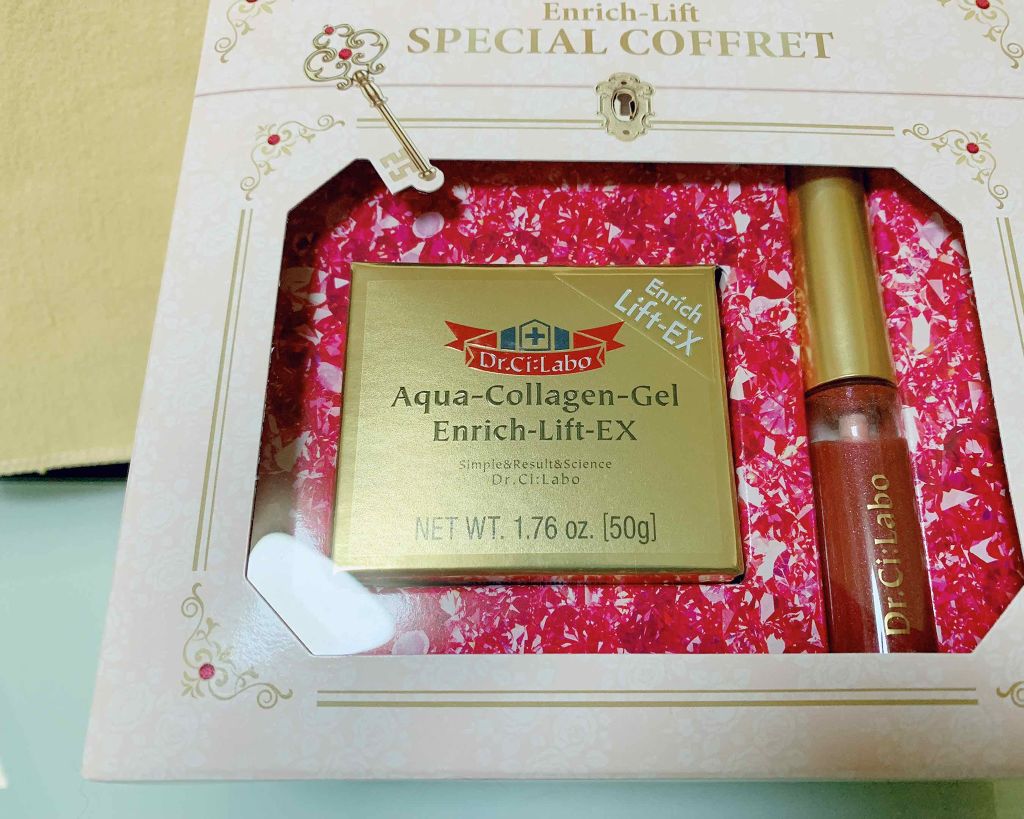 Enrich-Lift
SPECIAL COFFRET
25
Enrich
Lift-EX
Dr.Ci:Labo
Aqua-Collagen-Gel
Enrich-Lift-EX
Simple&Result&Science
Dr.Ci:Labo
NET WT. 1.76 oz. [50g]
Dr.Ci:Labo